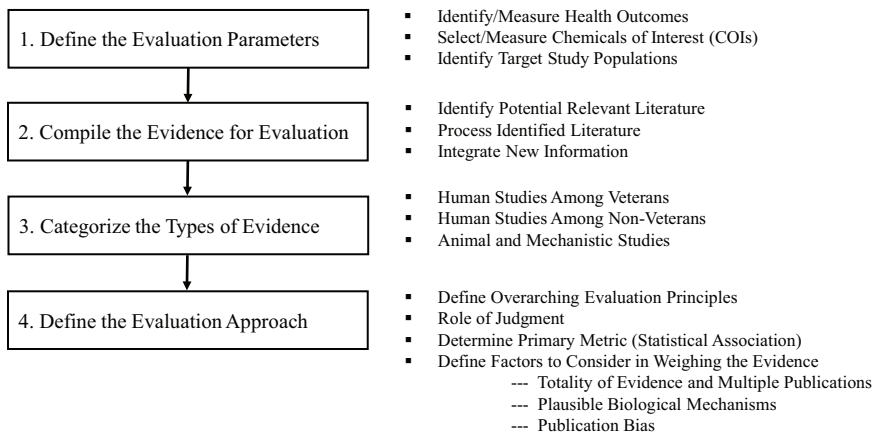 1. Define the Evaluation Parameters
▪ Identify/Measure Health Outcomes
▪ Select/Measure Chemicals of Interest (COIs)
▪ Identify Target Study Populations
2. Compile the Evidence for Evaluation
▪ Identify Potential Relevant Literature
▪ Process Identified Literature
▪ Integrate New Information
3. Categorize the Types of Evidence
▪ Human Studies Among Veterans
▪ Human Studies Among Non-Veterans
▪ Animal and Mechanistic Studies
4. Define the Evaluation Approach
▪ Define Overarching Evaluation Principles
▪ Role of Judgment
▪ Determine Primary Metric (Statistical Association)
▪ Define Factors to Consider in Weighing the Evidence
--- Totality of Evidence and Multiple Publications
--- Plausible Biological Mechanisms
--- Publication Bias